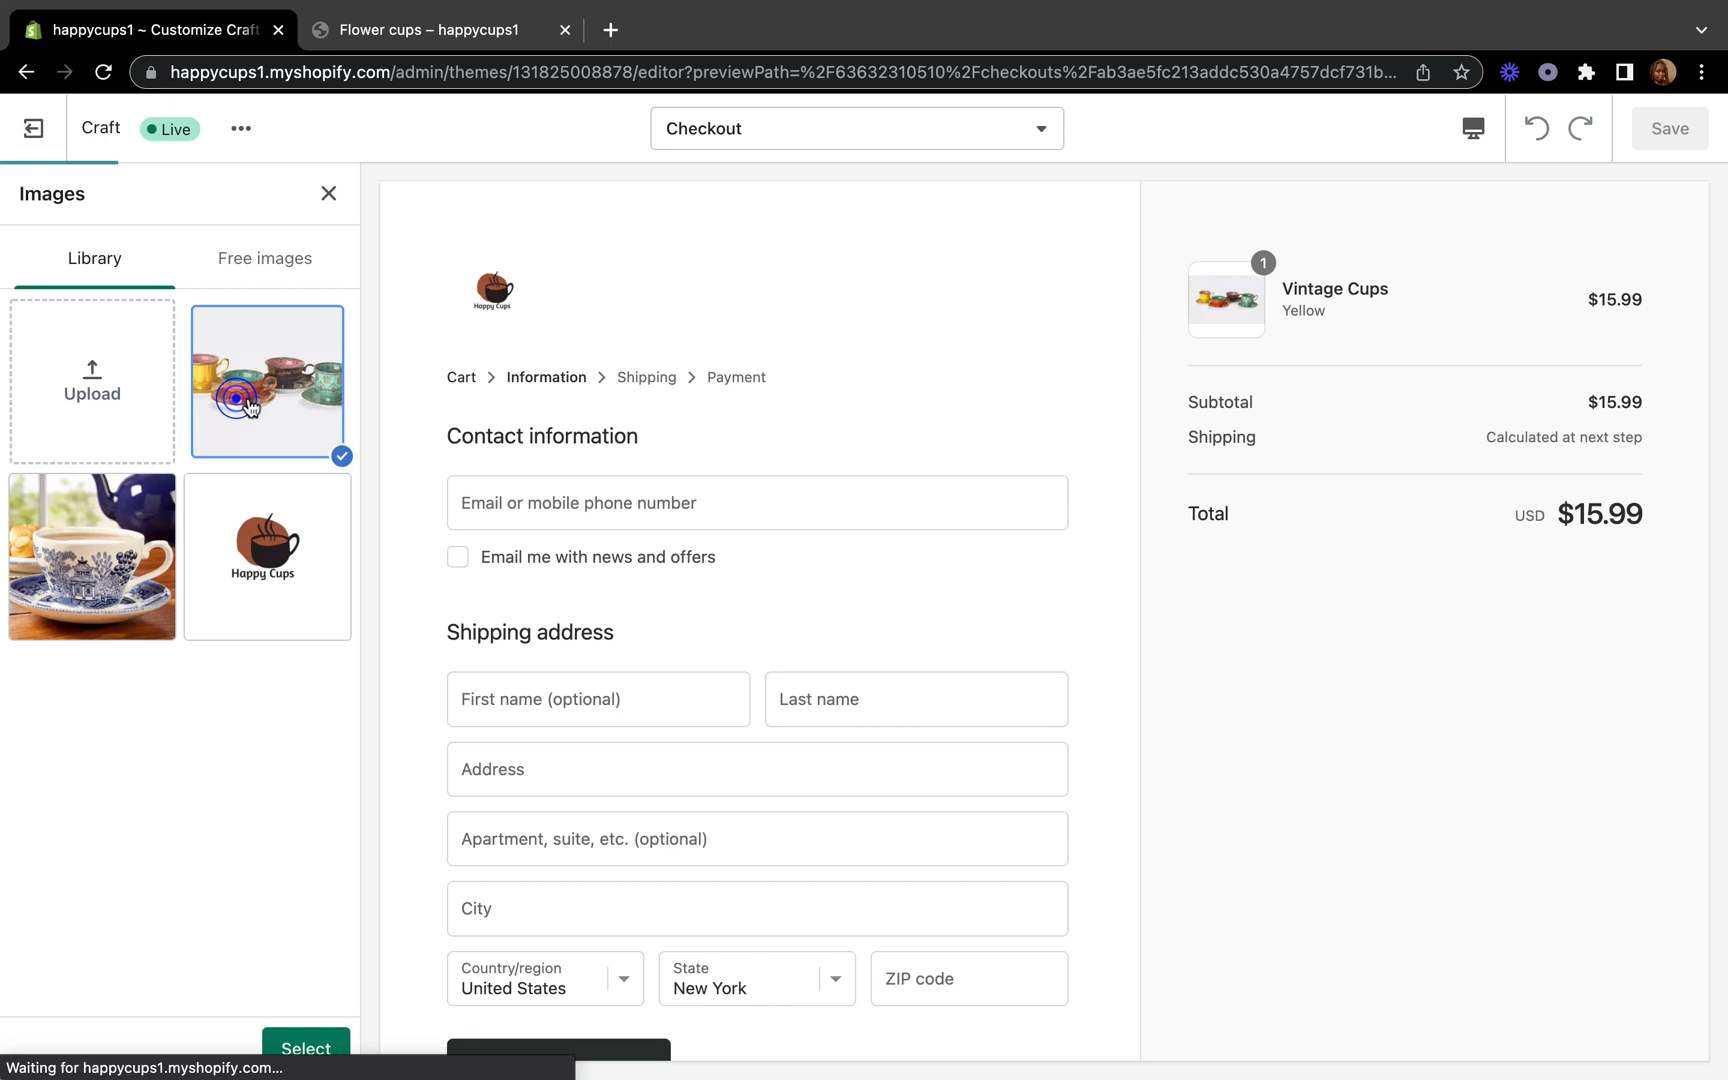 happycups1 ~ Customize Craft
Flower cups – happycups1
happycups1.myshopify.com/admin/themes/131825008878/editor?previewPath=%2F63632310510%2Fcheckouts%2Fab3ae5fc213addc530a4757dcf731b...
Craft
Live
Checkout
Save
Images
Library
Free images
Upload
Happy Cups
Select
Waiting for happycups1.myshopify.com...
Happy Cups
Cart > Information > Shipping > Payment
Contact information
Email or mobile phone number
Email me with news and offers
Shipping address
First name (optional)
Last name
Address
Apartment, suite, etc. (optional)
City
Country/region
United States
State
New York
ZIP code
1
Vintage Cups
Yellow
$15.99
Subtotal
$15.99
Shipping
Calculated at next step
Total
USD $15.99